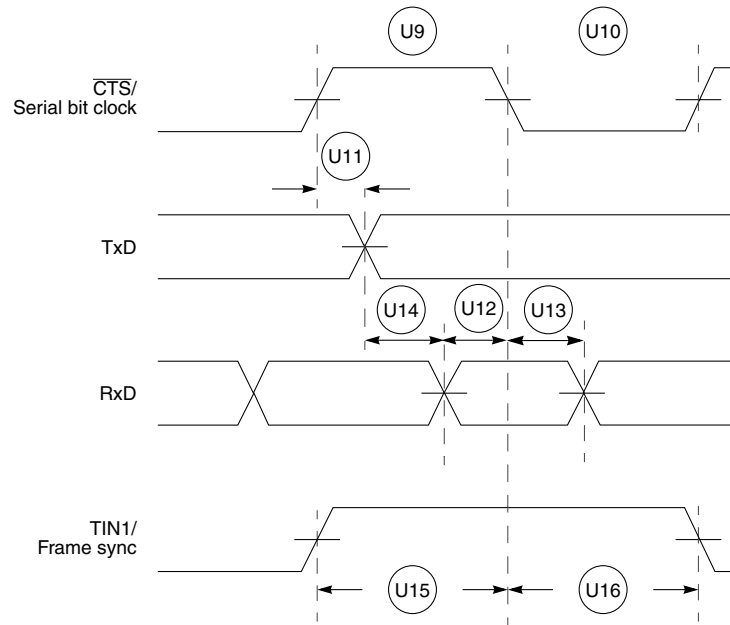 U9
U10
CTS/
Serial bit clock
U11
TxD
U14
U12
U13
RxD
TIN1/
Frame sync
U15
U16